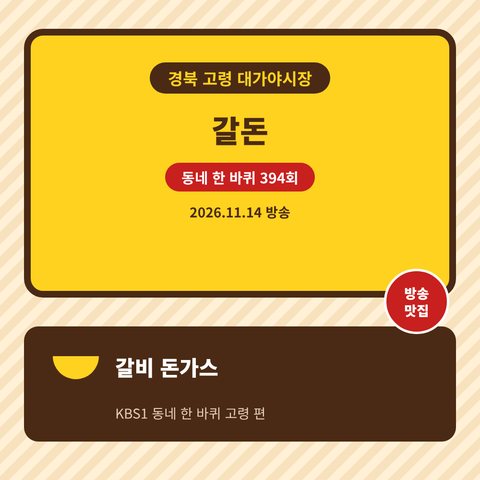 경북 고령 대가야시장
갈돈
동네 한 바퀴 394회
2026.11.14 방송
방송
맛집
갈비 돈가스
KBS1 동네 한 바퀴 고령 편